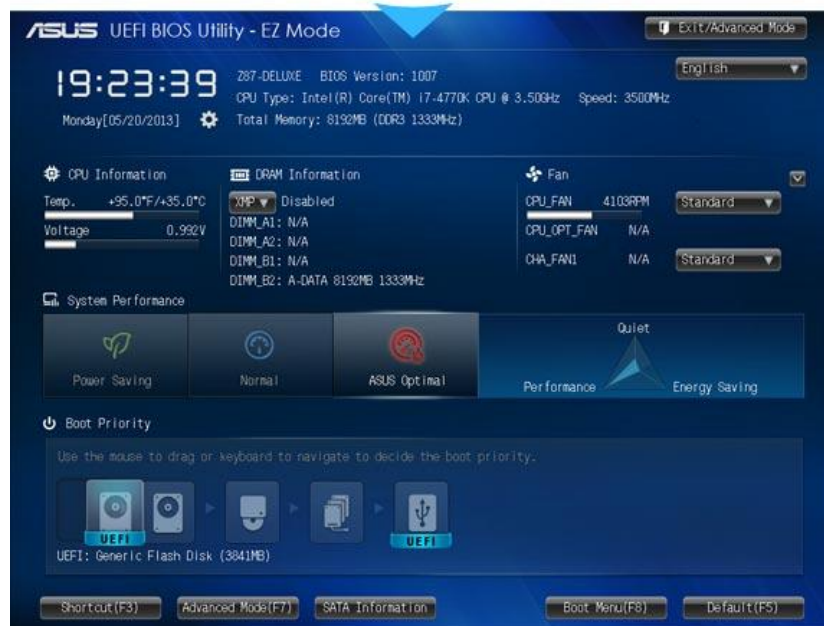 ASUS UEFI BIOS Utility - EZ Mode
Exit/Advanced Mode
English
19:23:39
Monday[05/20/2013]
Z87-DELUXE BIOS Version: 1007
CPU Type: Intel(R) Core(TM) i7-4770K CPU @ 3.50GHz Speed: 3500MHz
Total Memory: 8192MB (DDR3 1333MHz)
CPU Information
Temp. +95.0°F/+35.0°C
Voltage 0.992V
DRAM Information
XMP Disabled
DIMM_A1: N/A
DIMM_A2: N/A
DIMM_B1: N/A
DIMM_B2: A-DATA 8192MB 1333MHz
Fan
CPU_FAN 4103RPM Standard
CPU_OPT_FAN N/A
CHA_FAN1 N/A Standard
System Performance
Power Saving
Normal
ASUS Optimal
Quiet
Performance
Energy Saving
Boot Priority
Use the mouse to drag or keyboard to navigate to decide the boot priority.
UEFI
UEFI
UEFI: Generic Flash Disk (3841MB)
Shortcut(F3)
Advanced Mode(F7)
SATA Information
Boot Menu(F8)
Default(F5)